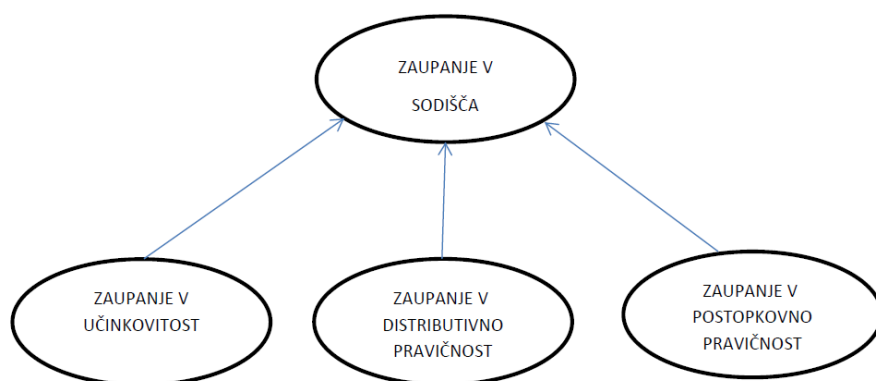 ZAUPANJE V
SODIŠČA
ZAUPANJE V
UČINKOVITOST
ZAUPANJE V
DISTRIBUTIVNO
PRAVIČNOST
ZAUPANJE V
POSTOPKOVNO
PRAVIČNOST